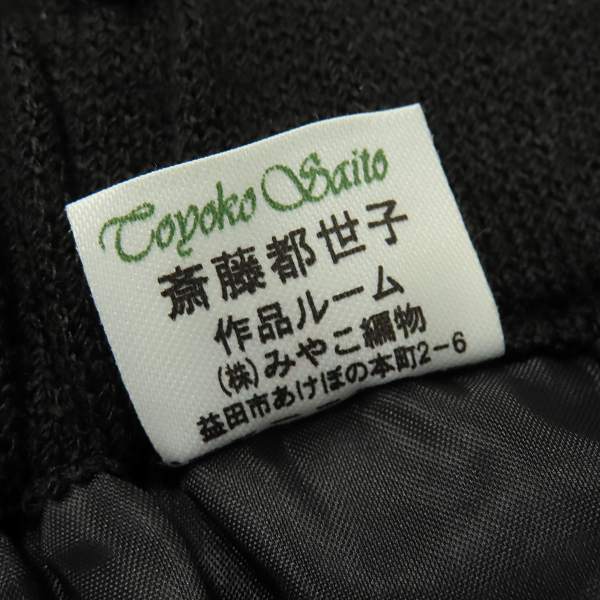 Toyoko Saito
斎藤都世子
作品ルーム
(株)みやこ編物
益田市あけぼの本町2-6